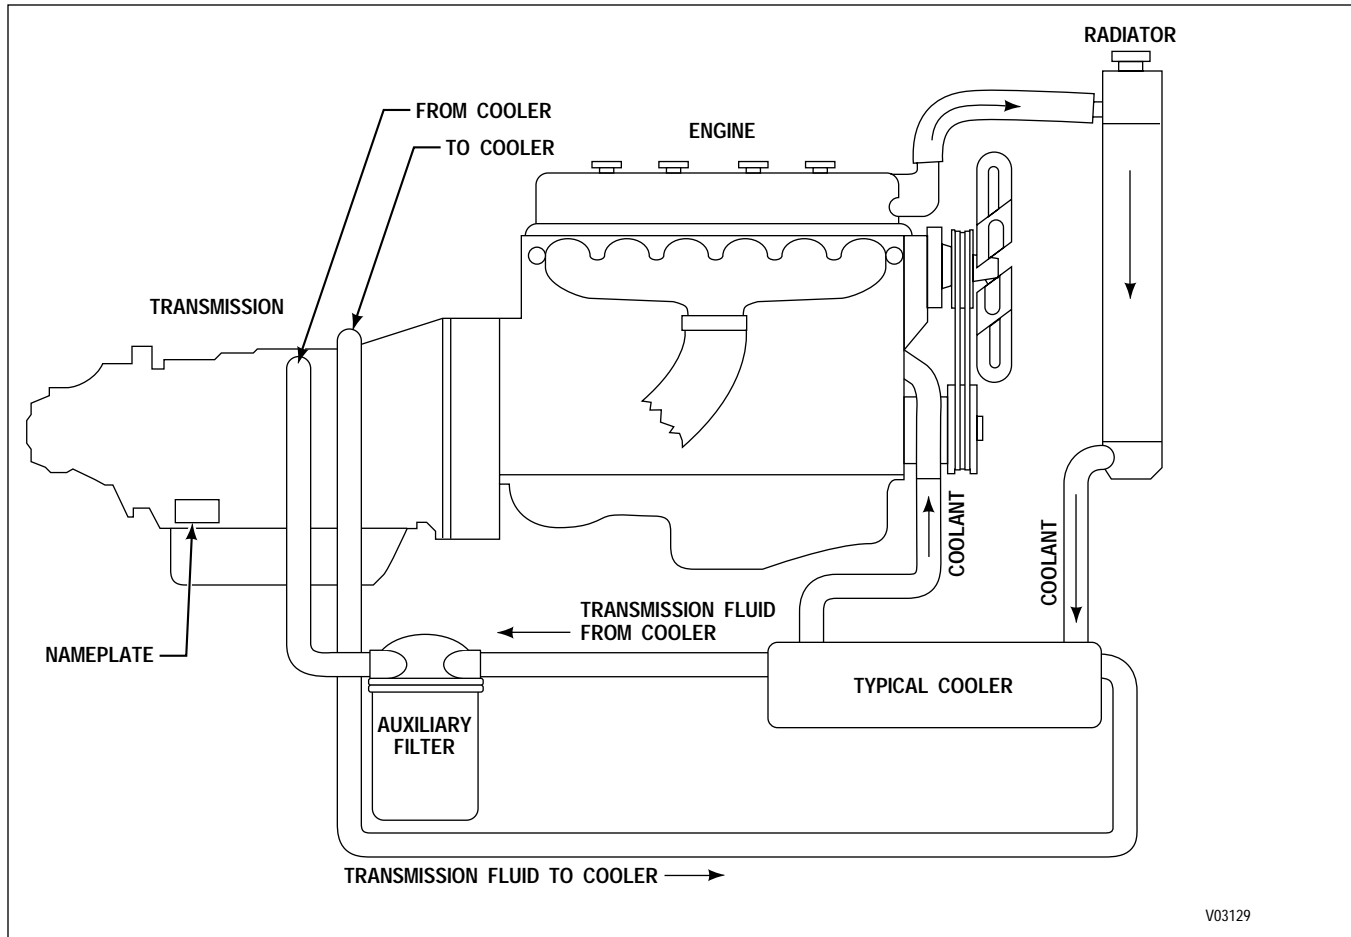 RADIATOR
FROM COOLER
ENGINE
TO COOLER
TRANSMISSION
COOLANT
COOLANT
TRANSMISSION FLUID
FROM COOLER
NAMEPLATE
TYPICAL COOLER
AUXILIARY
FILTER
TRANSMISSION FLUID TO COOLER
V03129